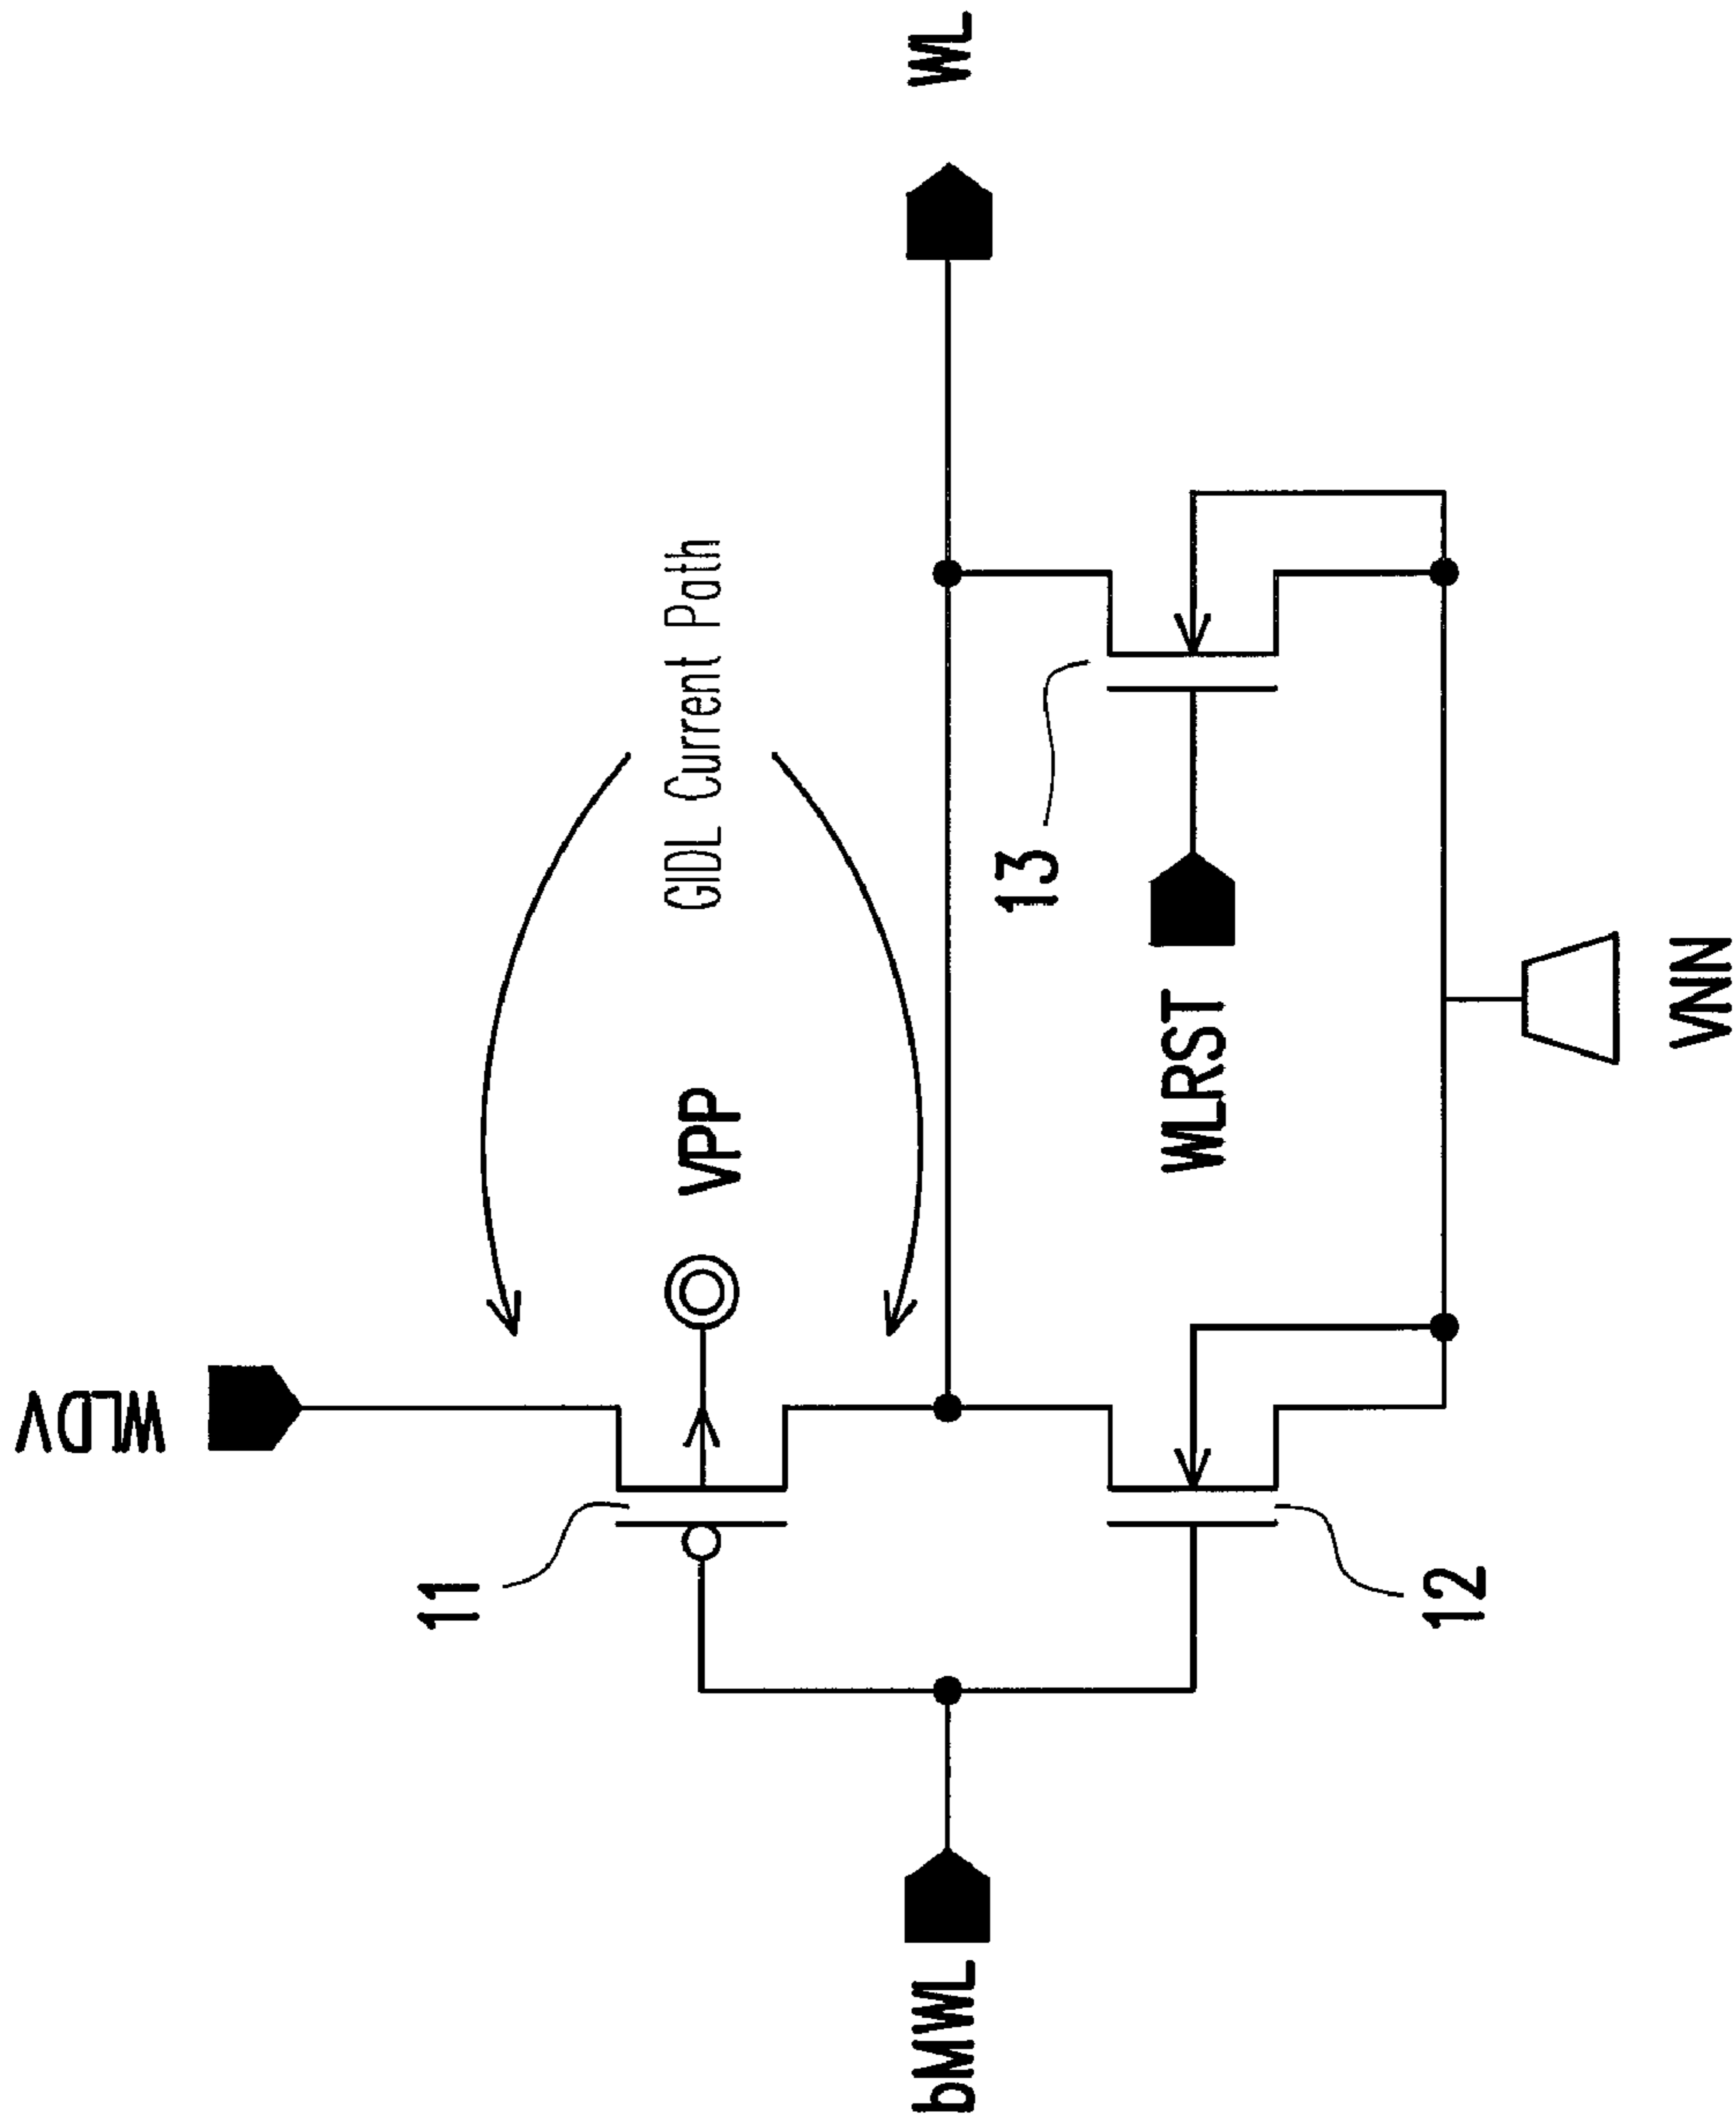 WLDV
11
VPP
GIDL Current Path
bMWL
WL
13
WLRST
12
VNN